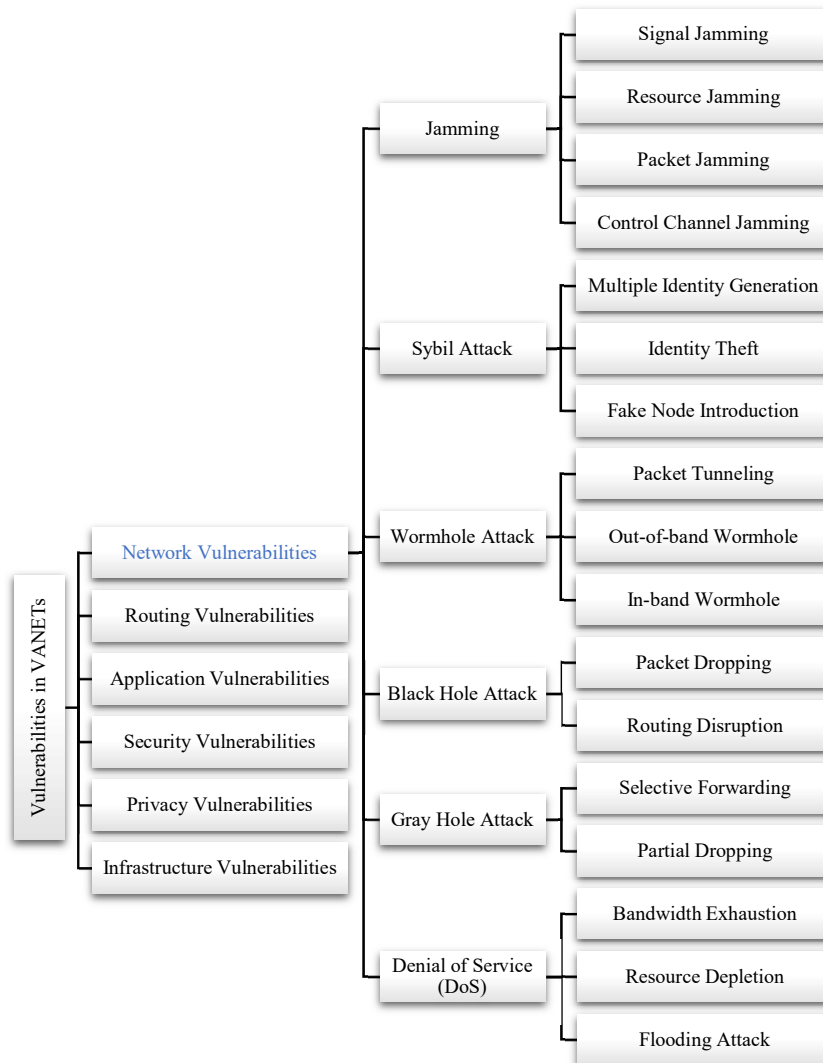 Vulnerabilities in VANETs
Network Vulnerabilities
Routing Vulnerabilities
Application Vulnerabilities
Security Vulnerabilities
Privacy Vulnerabilities
Infrastructure Vulnerabilities
Jamming
Signal Jamming
Resource Jamming
Packet Jamming
Control Channel Jamming
Sybil Attack
Multiple Identity Generation
Identity Theft
Fake Node Introduction
Wormhole Attack
Packet Tunneling
Out-of-band Wormhole
In-band Wormhole
Black Hole Attack
Packet Dropping
Routing Disruption
Gray Hole Attack
Selective Forwarding
Partial Dropping
Denial of Service
(DoS)
Bandwidth Exhaustion
Resource Depletion
Flooding Attack